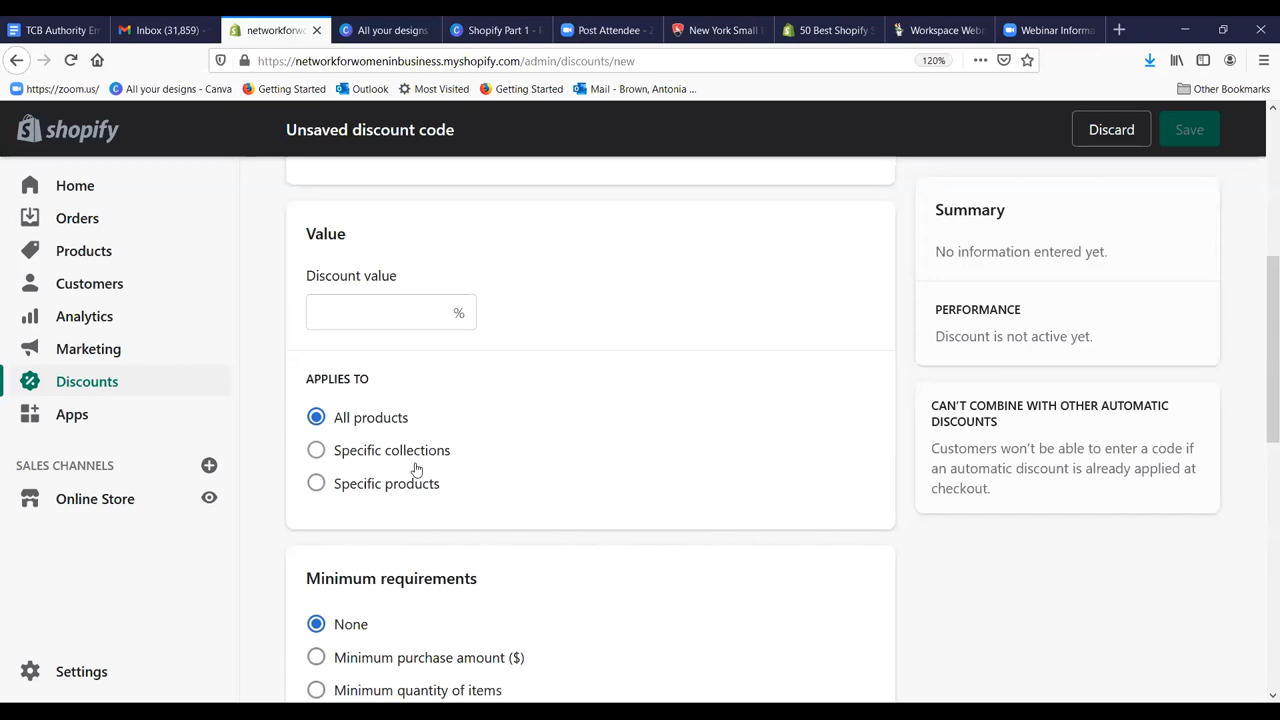 TCB Authority Em
Inbox (31,859)
networkforwo
All your designs
Shopify Part 1 -
Post Attendee - Z
New York Small
50 Best Shopify S
Workspace Web
Webinar Informa
https://networkforwomeninbusiness.myshopify.com/admin/discounts/new
120%
https://zoom.us/
All your designs - Canva
Getting Started
Outlook
Most Visited
Getting Started
Mail - Brown, Antonia ...
Other Bookmarks
shopify
Unsaved discount code
Discard
Save
Home
Orders
Products
Customers
Analytics
Marketing
Discounts
Apps
SALES CHANNELS
Online Store
Settings
Value
Discount value
%
APPLIES TO
All products
Specific collections
Specific products
Minimum requirements
None
Minimum purchase amount ($)
Minimum quantity of items
Summary
No information entered yet.
PERFORMANCE
Discount is not active yet.
CAN'T COMBINE WITH OTHER AUTOMATIC
DISCOUNTS
Customers won't be able to enter a code if
an automatic discount is already applied at
checkout.